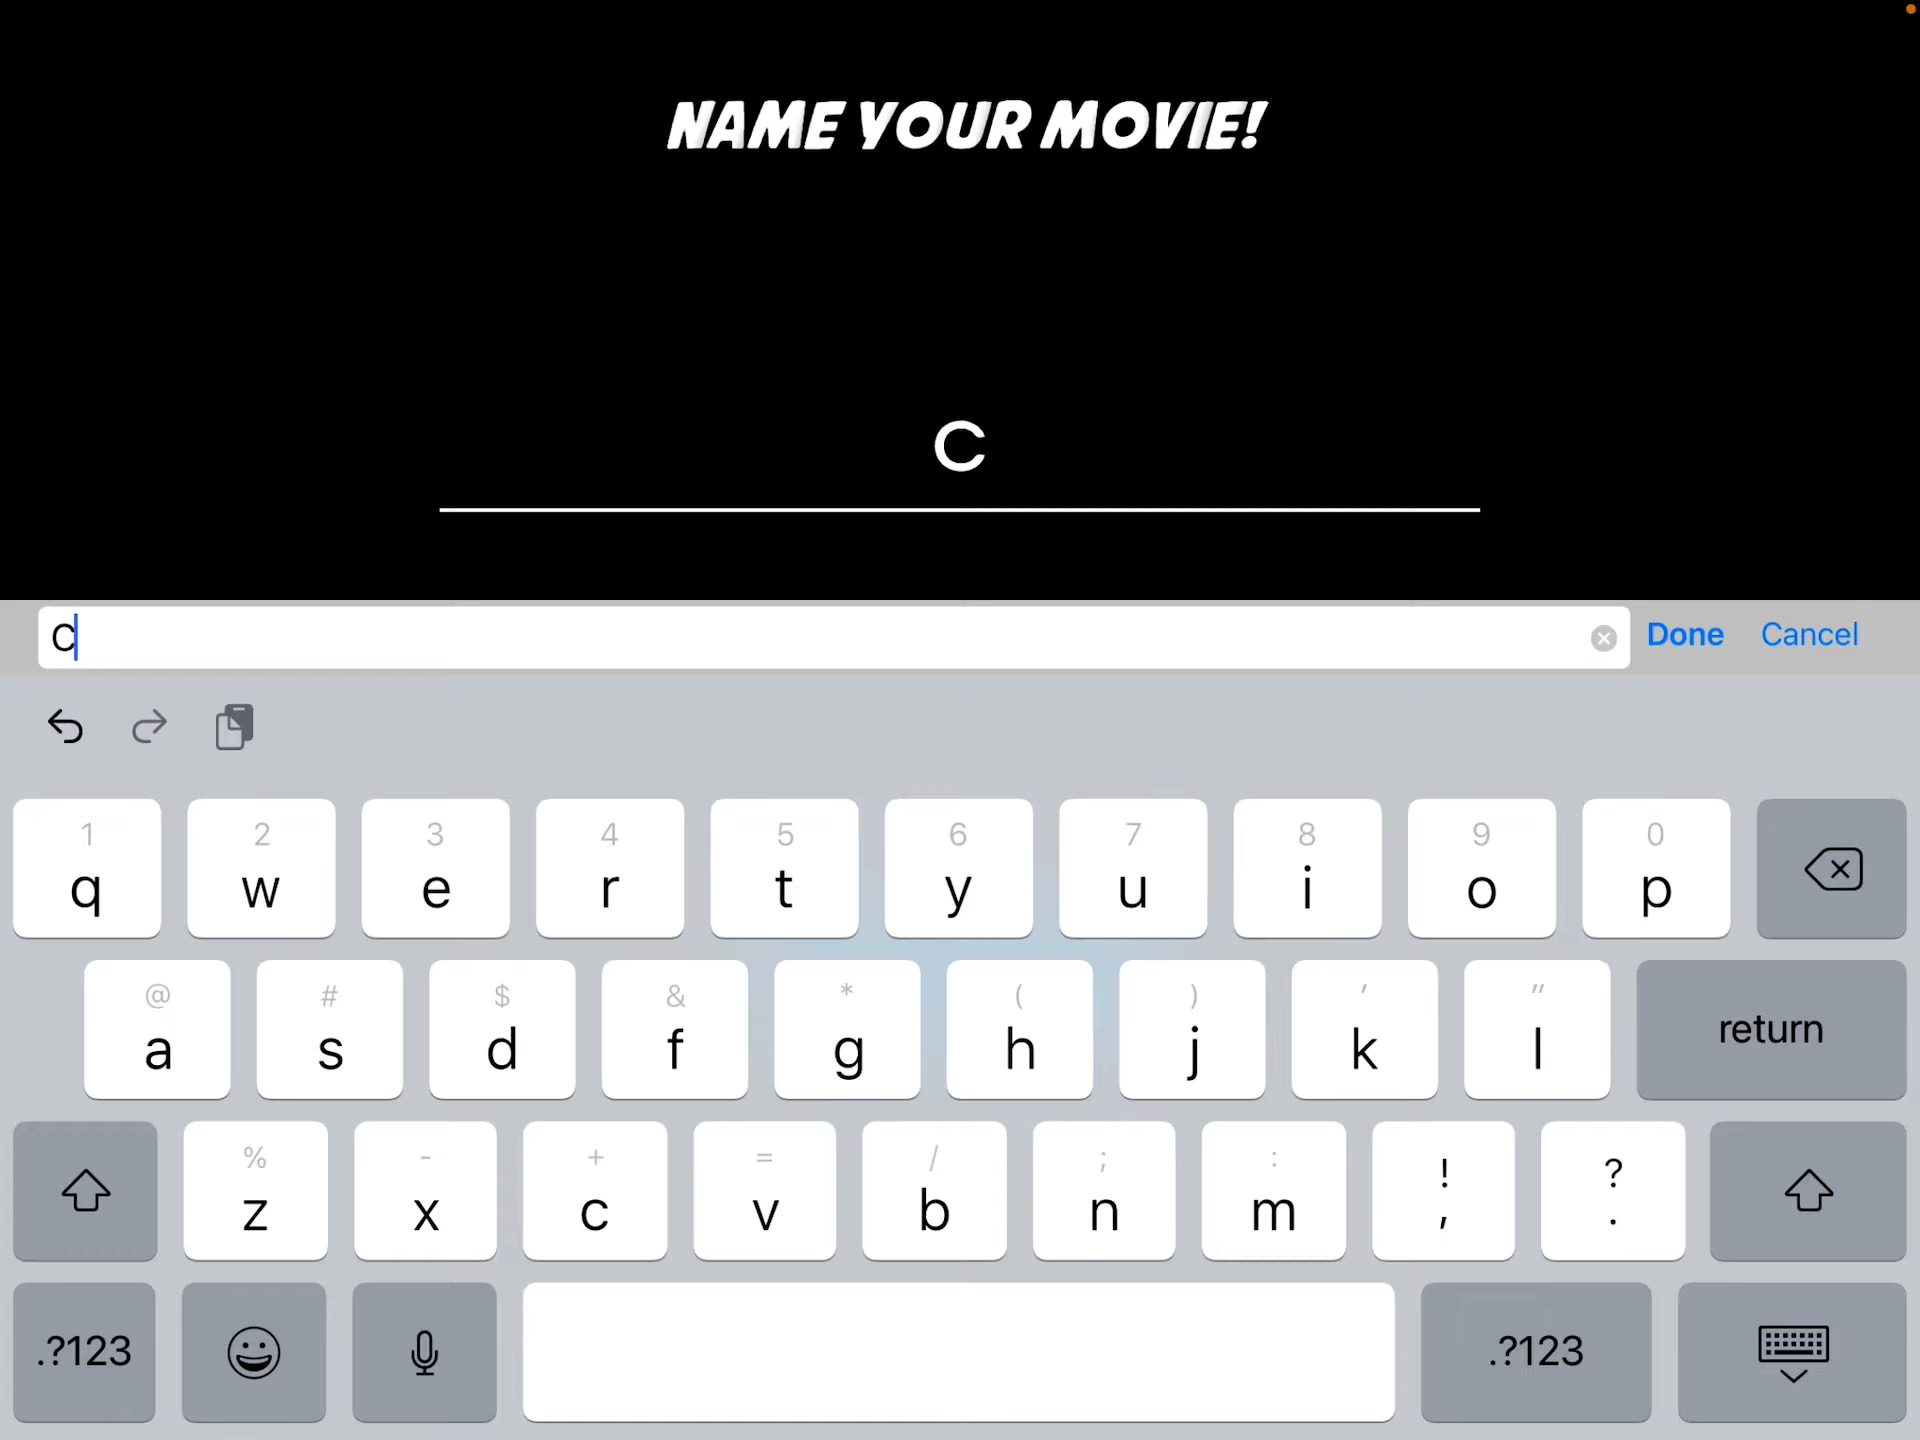 NAME YOUR MOVIE!
C
C
Done Cancel
1 2 3 4 5 6 7 8 9 0
q w e r t y u i o p
@ # $ & * ( ) ' "
a s d f g h j k l return
% - + = / ; : ! ?
z x c v b n m , .
.?123 .?123